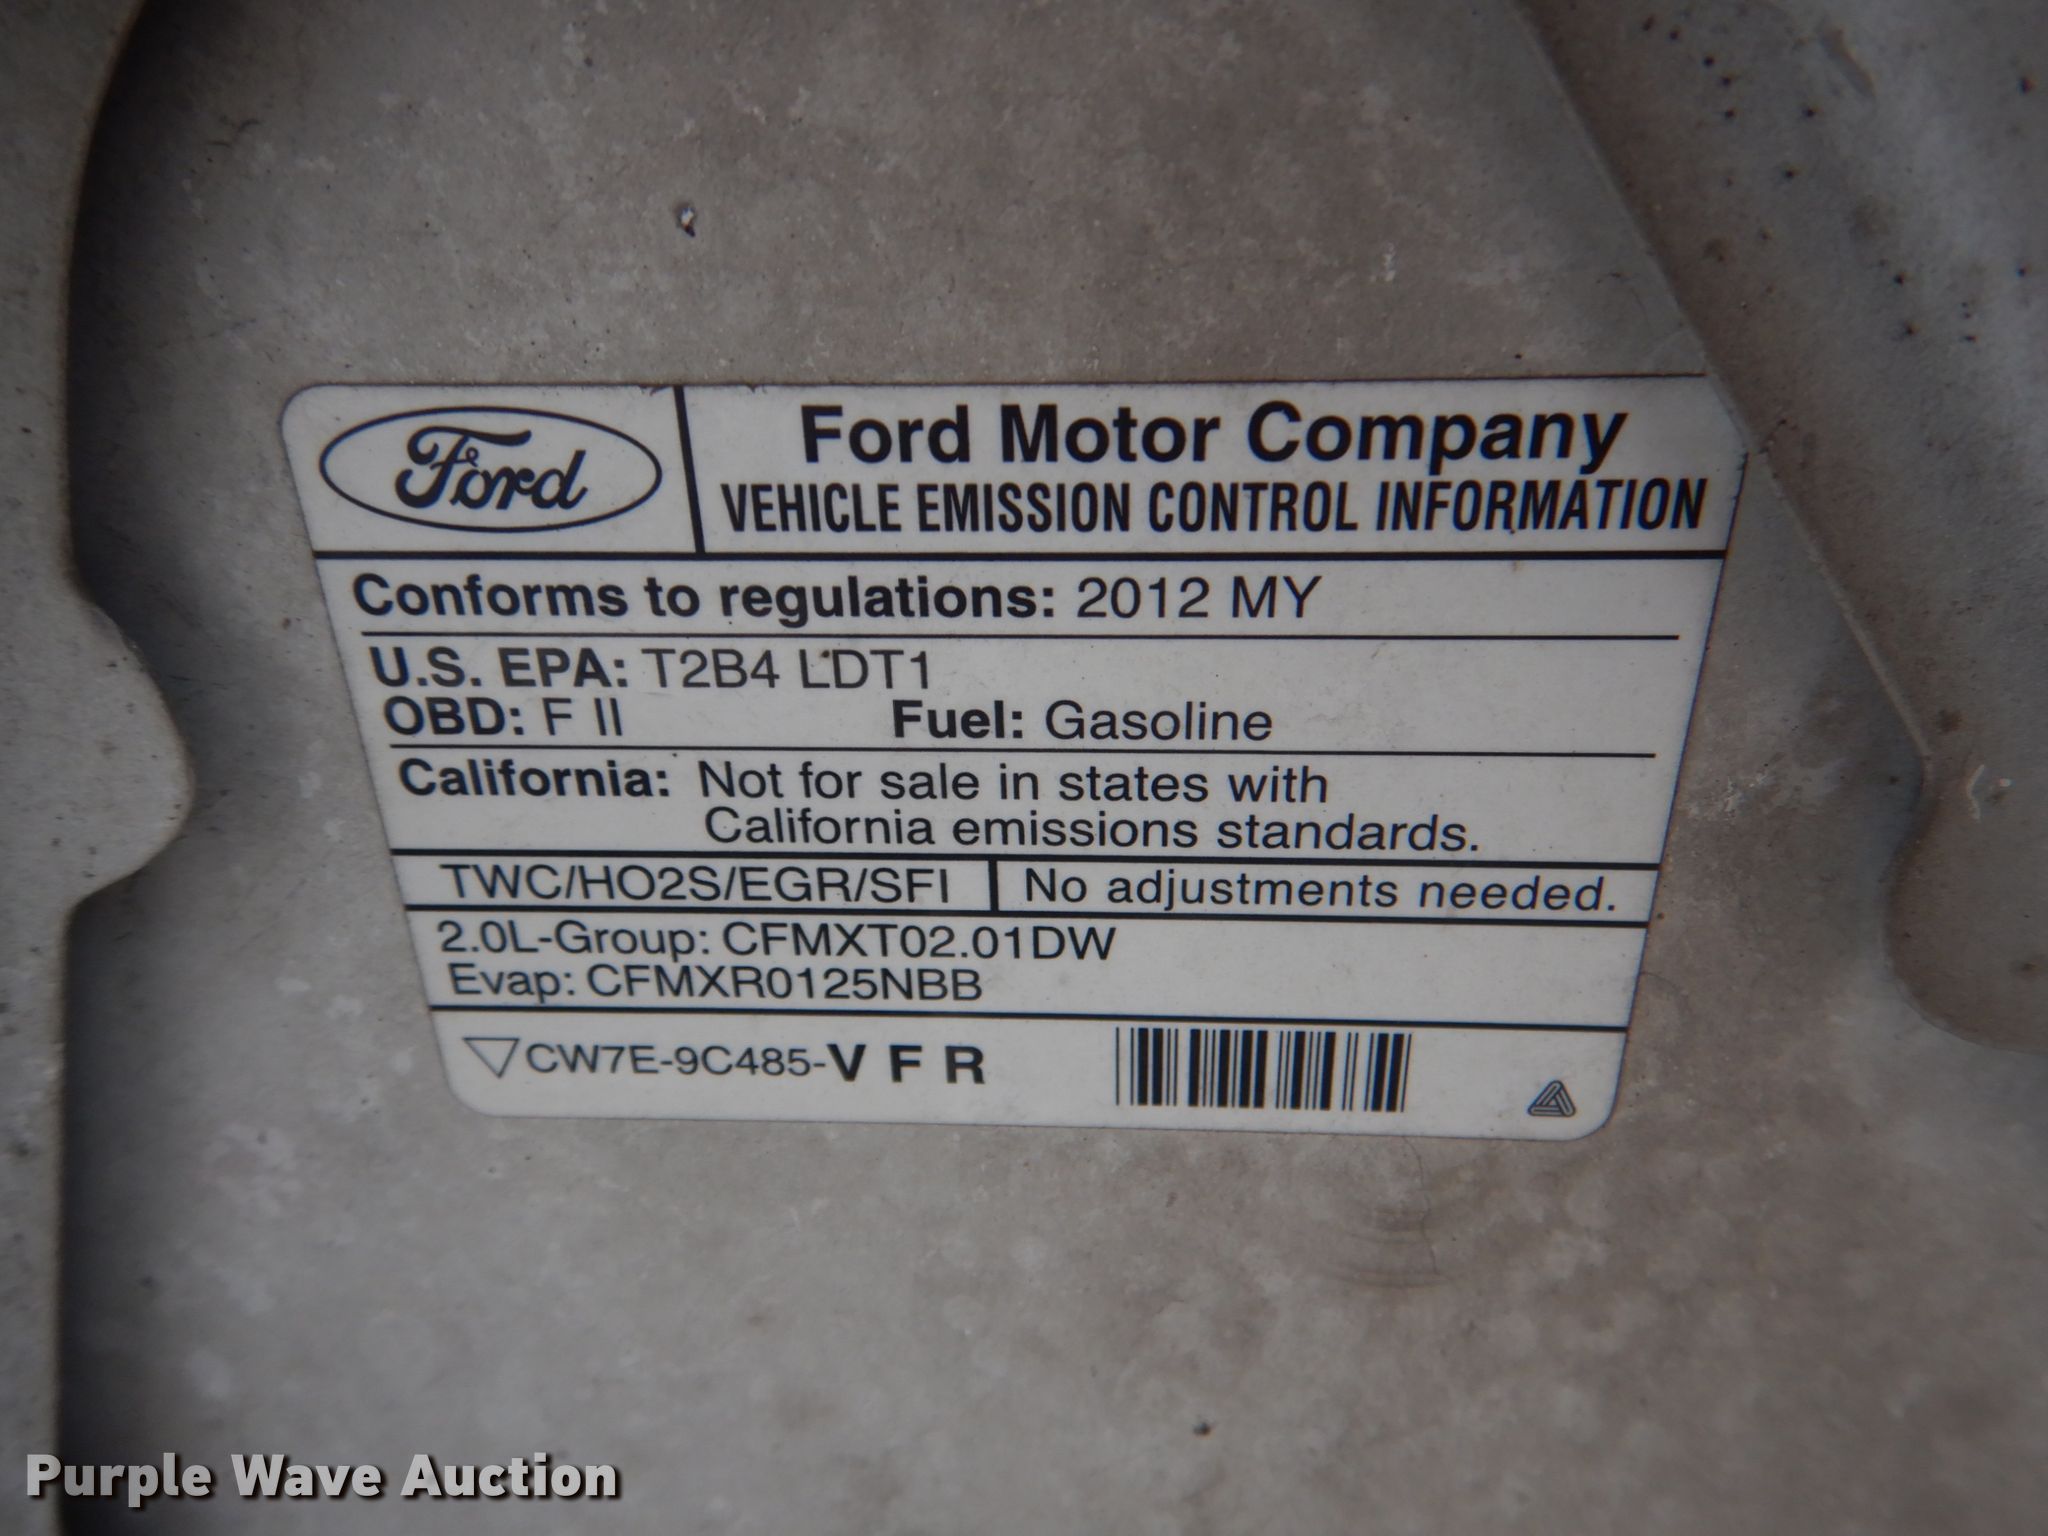 Ford
Ford Motor Company
VEHICLE EMISSION CONTROL INFORMATION
Conforms to regulations: 2012 MY
U.S. EPA: T2B4 LDT1
OBD: F II Fuel: Gasoline
California: Not for sale in states with
California emissions standards.
TWC/HO2S/EGR/SFI No adjustments needed.
2.0L-Group: CFMXT02.01DW
Evap: CFMXR0125NBB
CW7E-9C485-V F R
Purple Wave Auction